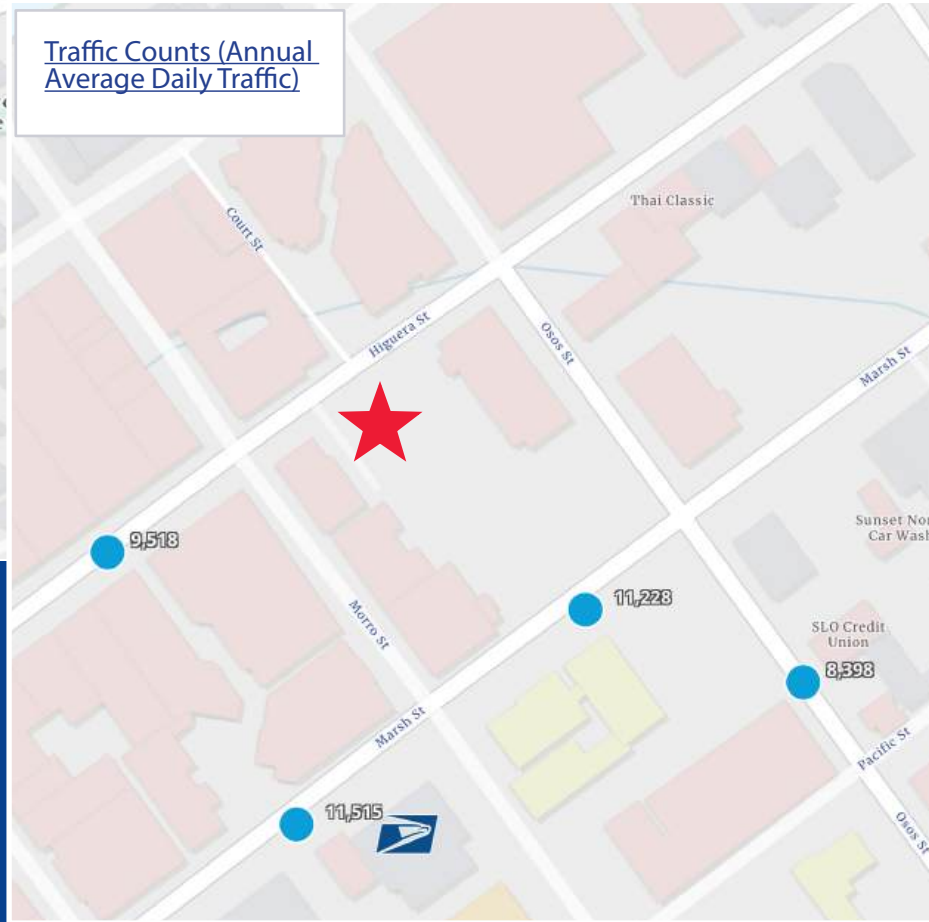 Traffic Counts (Annual
Average Daily Traffic)
Thai Classic
Court St
Higuera St
Osos St
Marsh St
9,518
Sunset
Car Wash
11,228
Morro St
SLO Credit
Union
8,398
Marsh St
Pacific St
11,515
Osos St